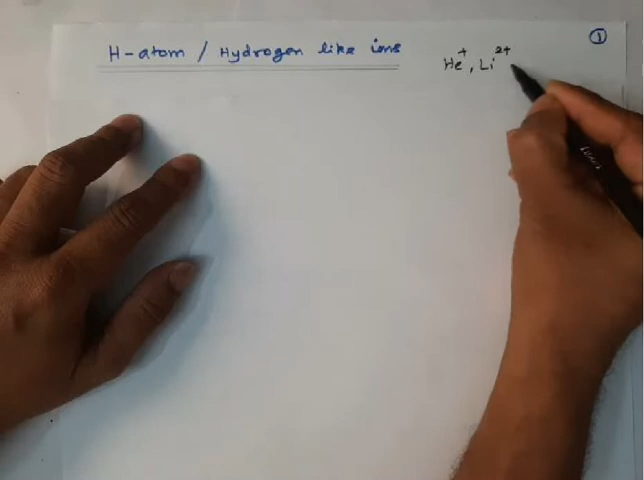 ①
H-atom / Hydrogen like ions He⁺, Li²⁺